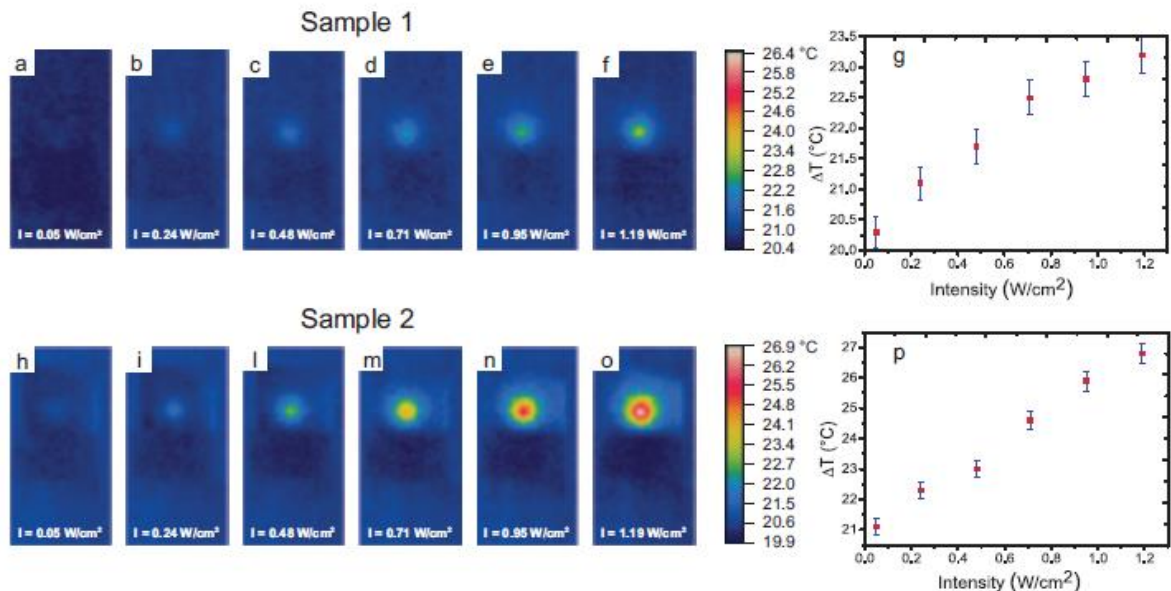 Sample 1
a
b
c
d
e
f
I = 0.05 W/cm²
I = 0.24 W/cm²
I = 0.48 W/cm²
I = 0.71 W/cm²
I = 0.95 W/cm²
I = 1.19 W/cm²
26.4 °C
25.8
25.2
24.6
24.0
23.4
22.8
22.2
21.6
21.0
20.4
g
23.5
23.0
22.5
22.0
21.5
21.0
20.5
20.0
ΔT (°C)
0.0 0.2 0.4 0.6 0.8 1.0 1.2
Intensity (W/cm²)
Sample 2
h
i
l
m
n
o
I = 0.05 W/cm²
I = 0.24 W/cm²
I = 0.48 W/cm²
I = 0.71 W/cm²
I = 0.95 W/cm²
I = 1.19 W/cm²
26.9 °C
26.2
25.5
24.8
24.1
23.4
22.7
22.0
21.5
20.6
19.9
p
27
26
25
24
23
22
21
ΔT (°C)
0.0 0.2 0.4 0.6 0.8 1.0 1.2
Intensity (W/cm²)